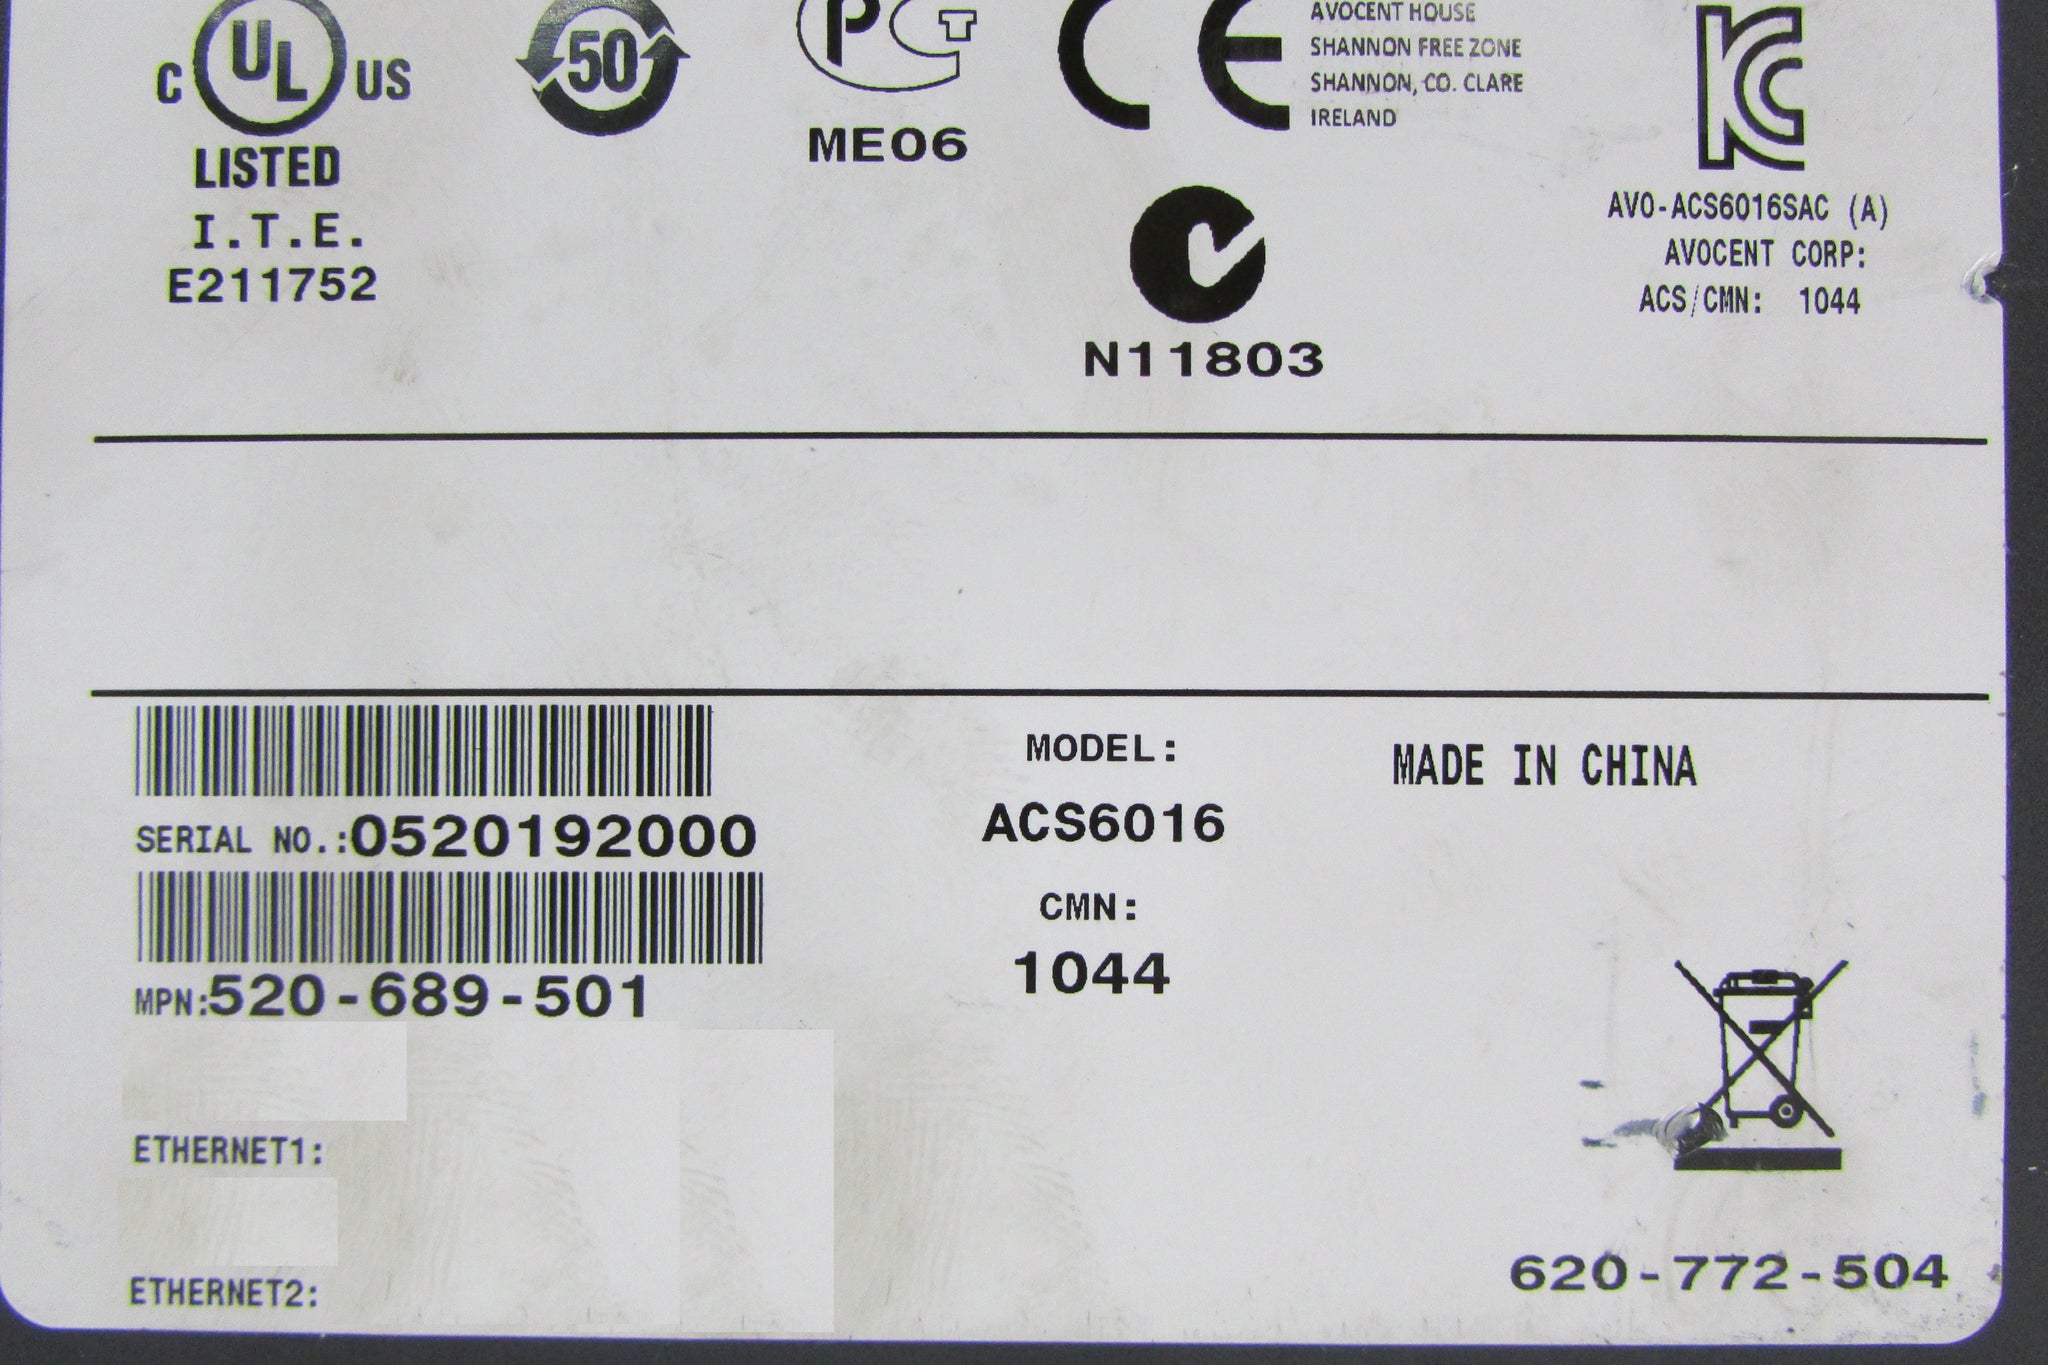 C UL US
LISTED
I.T.E.
E211752
50
PCT
ME06
CE
AVOCENT HOUSE
SHANNON FREE ZONE
SHANNON, CO. CLARE
IRELAND
N11803
KC
AVO-ACS6016SAC (A)
AVOCENT CORP:
ACS/CMN: 1044
SERIAL NO.:0520192000
MPN:520-689-501
ETHERNET1:
ETHERNET2:
MODEL:
ACS6016
CMN:
1044
MADE IN CHINA
620-772-504